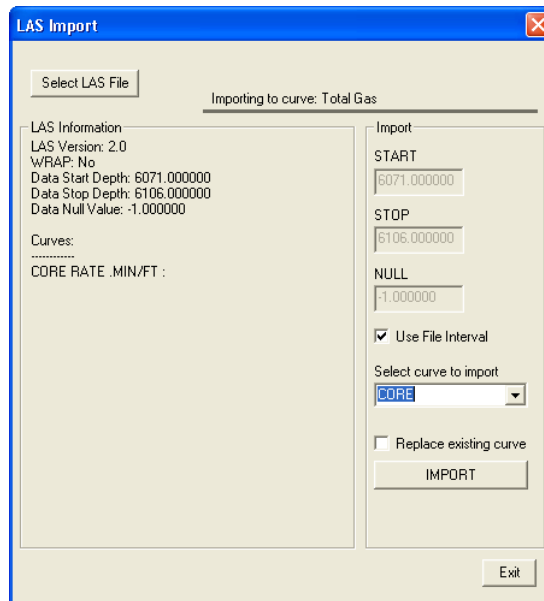 LAS Import
Select LAS File
Importing to curve: Total Gas
LAS Information
LAS Version: 2.0
WRAP: No
Data Start Depth: 6071.000000
Data Stop Depth: 6106.000000
Data Null Value: -1.000000
Curves:
------------
CORE RATE .MIN/FT :
Import
START
6071.000000
STOP
6106.000000
NULL
-1.000000
Use File Interval
Select curve to import
CORE
Replace existing curve
IMPORT
Exit